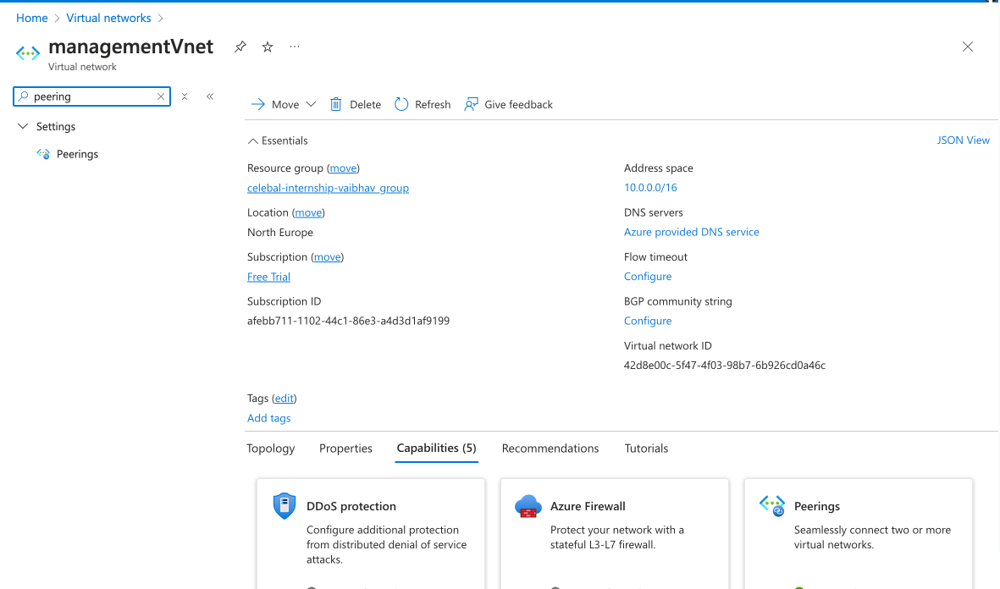 Home > Virtual networks >
managementVnet
Virtual network
peering
Settings
Peerings
Move
Delete
Refresh
Give feedback
Essentials
JSON View
Resource group (move)
celebal-internship-vaibhav_group
Location (move)
North Europe
Subscription (move)
Free Trial
Subscription ID
afebb711-1102-44c1-86e3-a4d3d1af9199
Address space
10.0.0.0/16
DNS servers
Azure provided DNS service
Flow timeout
Configure
BGP community string
Configure
Virtual network ID
42d8e00c-5f47-4f03-98b7-6b926cd0a46c
Tags (edit)
Add tags
Topology
Properties
Capabilities (5)
Recommendations
Tutorials
DDoS protection
Configure additional protection
from distributed denial of service
attacks.
Azure Firewall
Protect your network with a
stateful L3-L7 firewall.
Peerings
Seamlessly connect two or more
virtual networks.